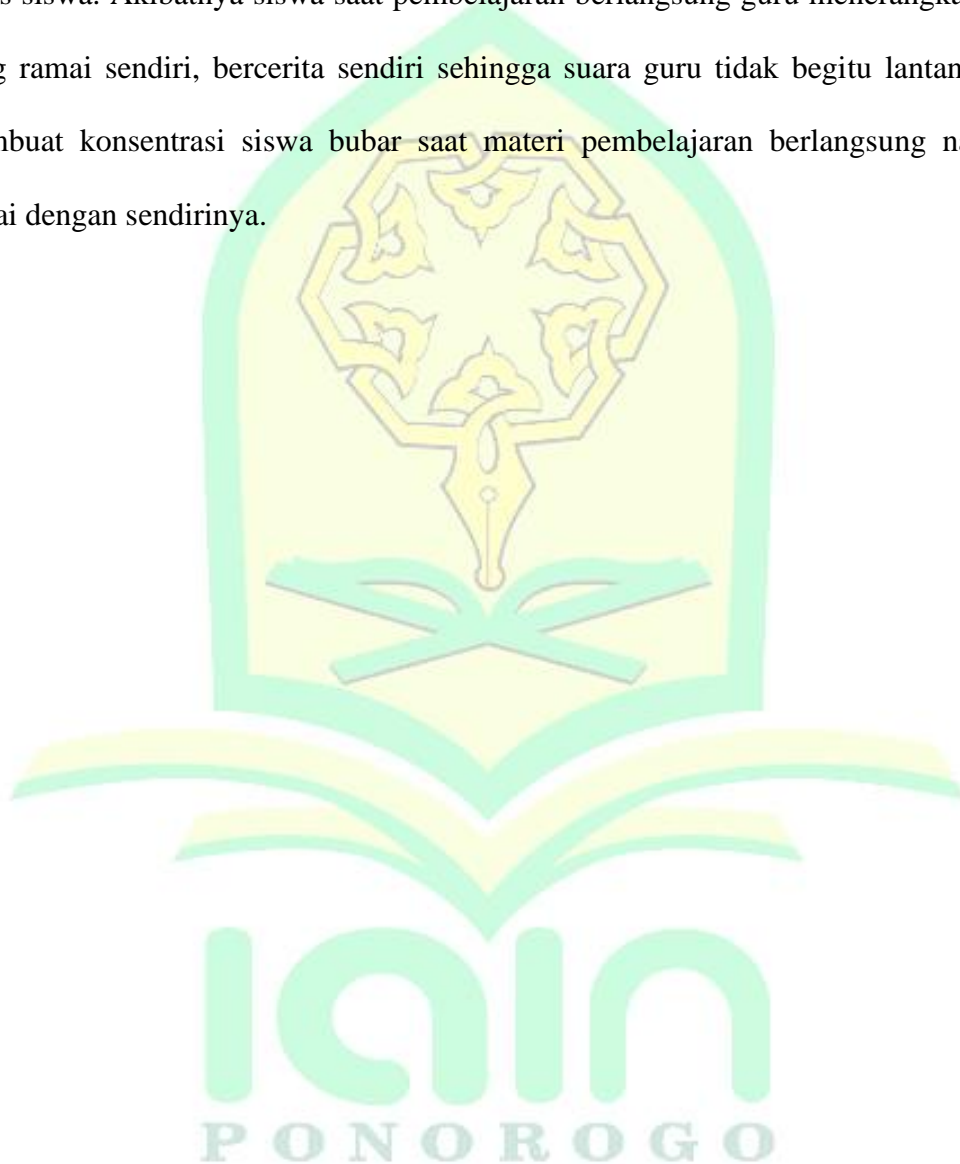 siswa. Akibatnya siswa saat pembelajaran berlangsung guru menerangka
ramai sendiri, bercerita sendiri sehingga suara guru tidak begitu lantan
nbuat konsentrasi siswa bubar saat materi pembelajaran berlangsung na
ai dengan sendirinya.
iain
PONOROGO